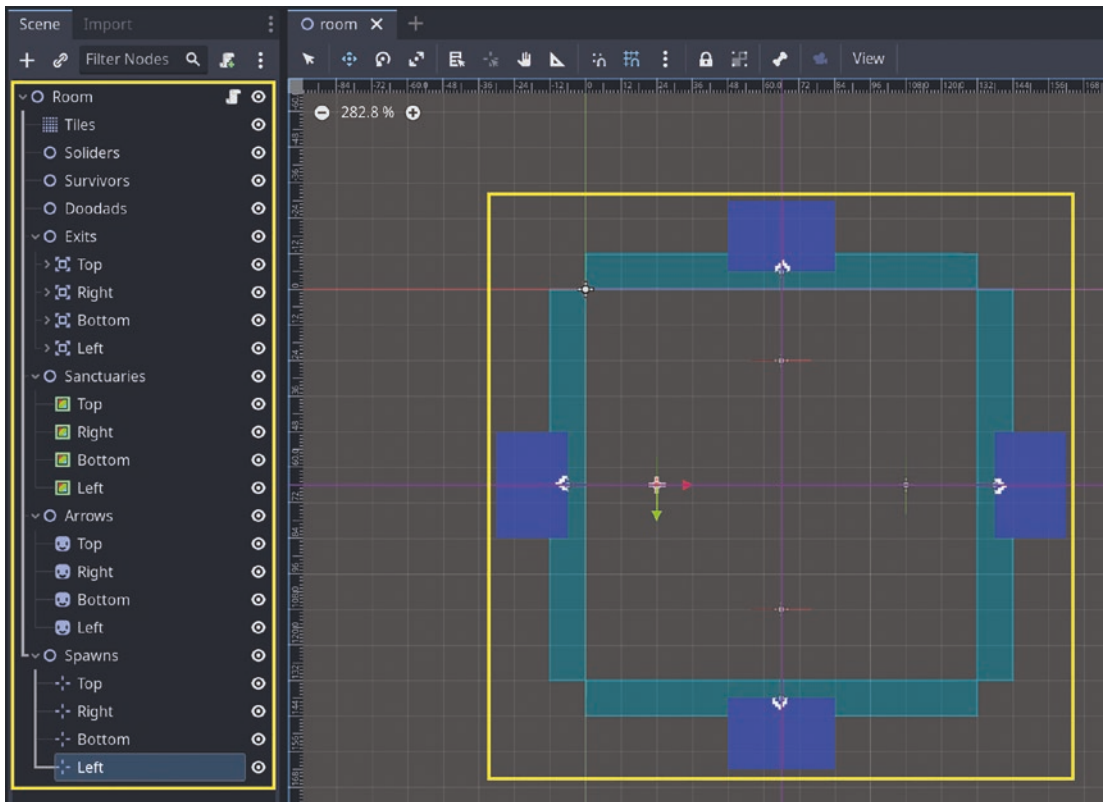 Scene Import
Filter Nodes
Room
Tiles
Soliders
Survivors
Doodads
Exits
Top
Right
Bottom
Left
Sanctuaries
Top
Right
Bottom
Left
Arrows
Top
Right
Bottom
Left
Spawns
Top
Right
Bottom
Left
room
View
282.8 %